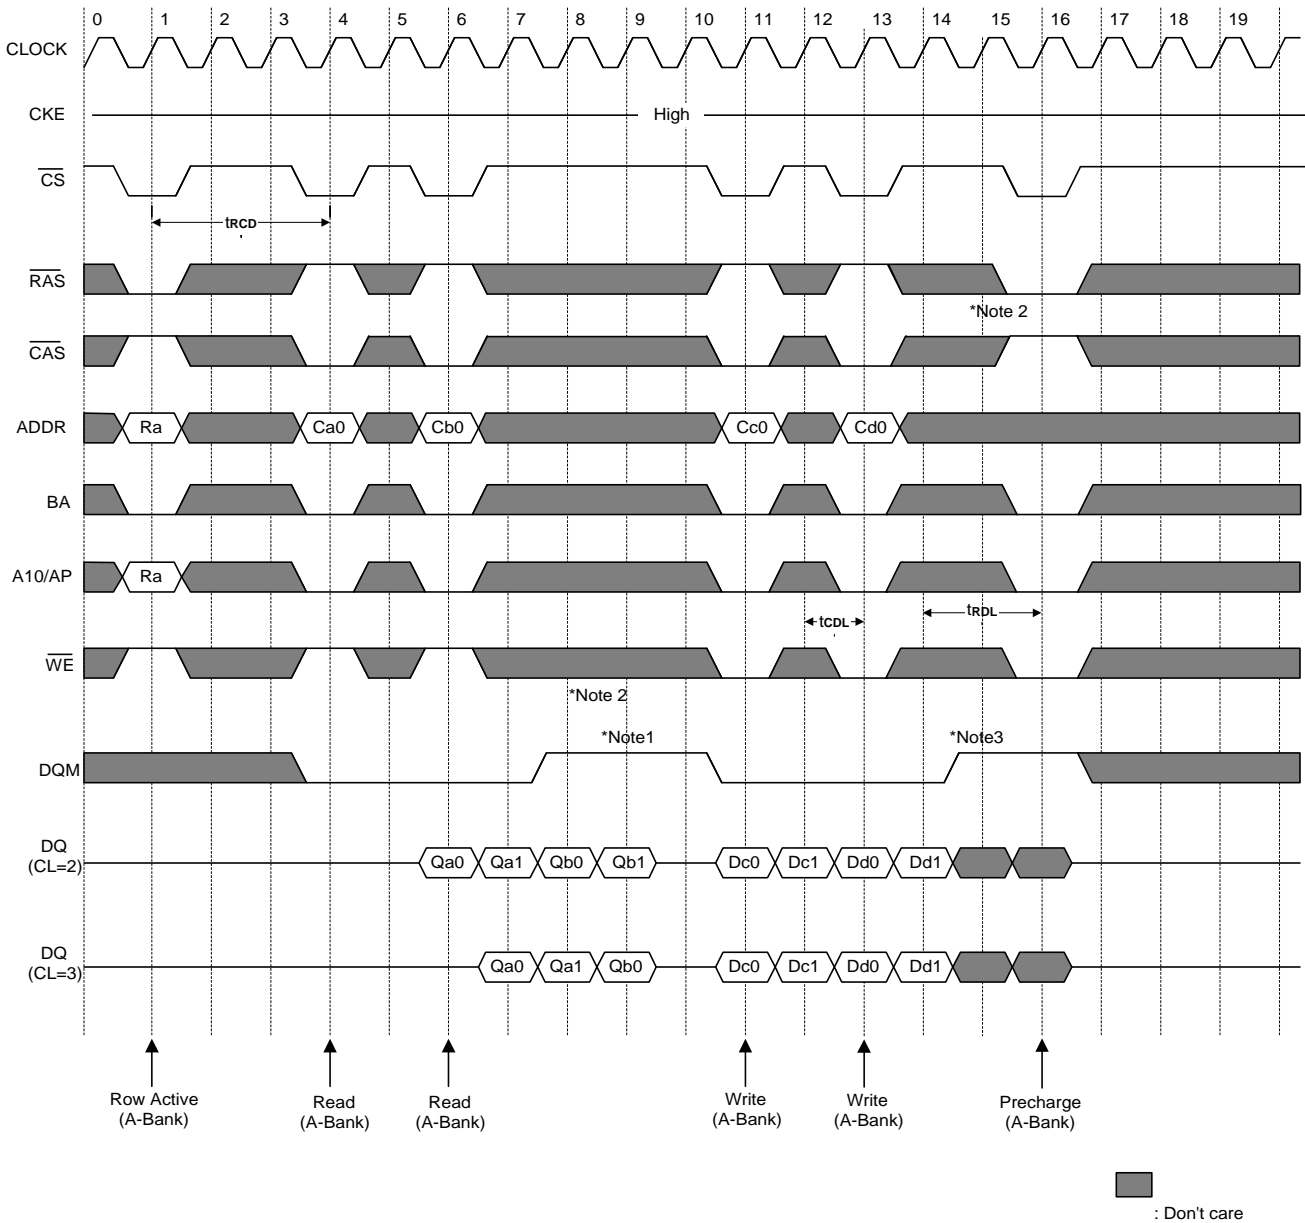 0 1 2 3 4 5 6 7 8 9 10 11 12 13 14 15 16 17 18 19
CLOCK
CKE High
CS
tRCD
RAS
*Note 2
CAS
ADDR Ra Ca0 Cb0 Cc0 Cd0
BA
A10/AP Ra
tCDL tRDL
WE
*Note 2
*Note1 *Note3
DQM
DQ
(CL=2) Qa0 Qa1 Qb0 Qb1 Dc0 Dc1 Dd0 Dd1
DQ
(CL=3) Qa0 Qa1 Qb0 Dc0 Dc1 Dd0 Dd1
Row Active
(A-Bank)
Read
(A-Bank)
Read
(A-Bank)
Write
(A-Bank)
Write
(A-Bank)
Precharge
(A-Bank)
: Don't care